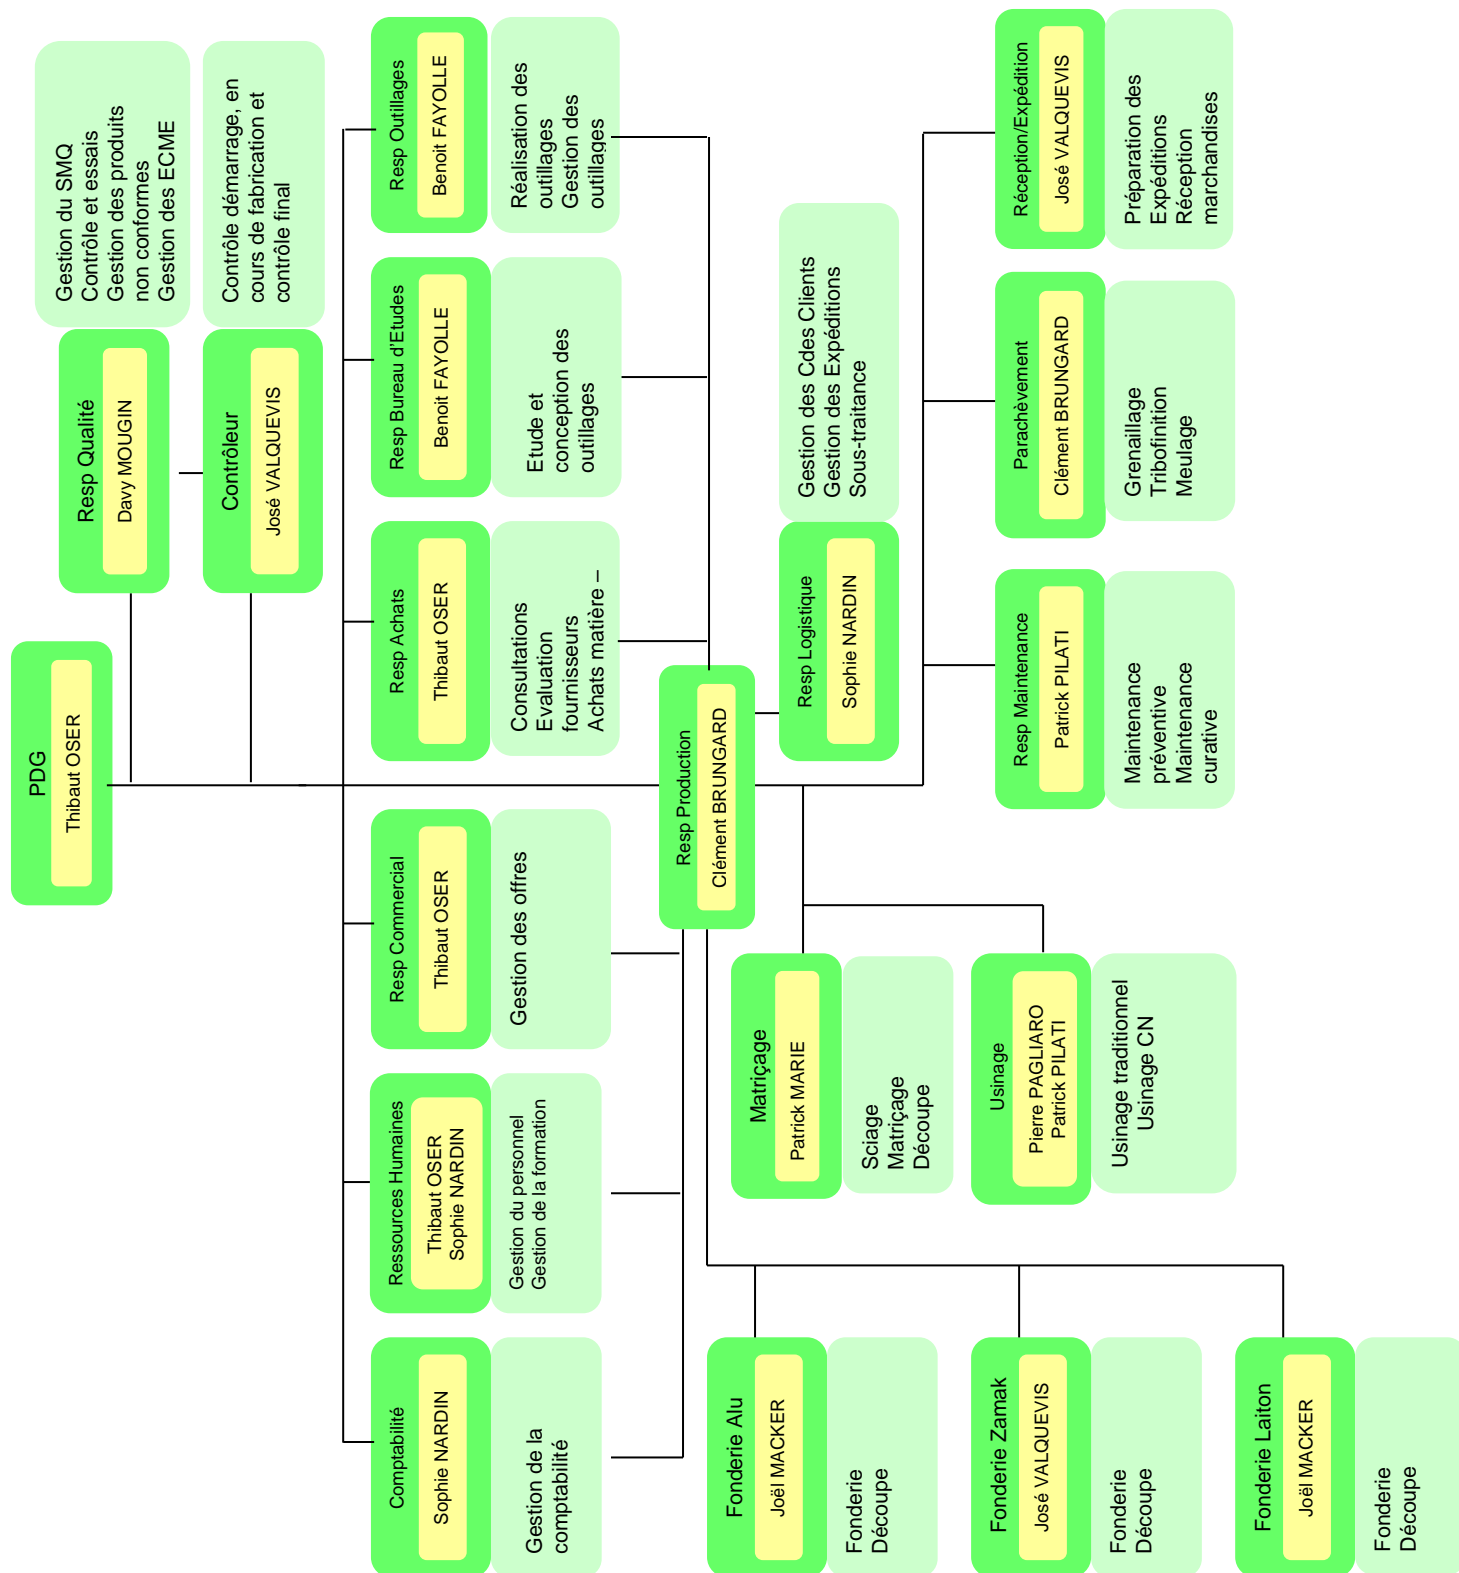 PDG
Thibaut OSER
Resp Qualité
Davy MOUGIN
Gestion du SMQ
Contrôle et essais
Gestion des produits
non conformes
Gestion des ECME
Contrôleur
José VALQUEVIS
Contrôle démarrage, en
cours de fabrication et
contrôle final
Comptabilité
Sophie NARDIN
Gestion de la
comptabilité
Ressources Humaines
Thibaut OSER
Sophie NARDIN
Gestion du personnel
Gestion de la formation
Resp Commercial
Thibaut OSER
Gestion des offres
Resp Achats
Thibaut OSER
Consultations
Evaluation
fournisseurs
Achats matière –
Resp Bureau d'Etudes
Benoit FAYOLLE
Etude et
conception des
outillages
Resp Outillages
Benoit FAYOLLE
Réalisation des
outillages
Gestion des
outillages
Resp Production
Clément BRUNGARD
Resp Logistique
Sophie NARDIN
Gestion des Cdes Clients
Gestion des Expéditions
Sous-traitance
Fonderie Alu
Joël MACKER
Fonderie
Découpe
Fonderie Zamak
José VALQUEVIS
Fonderie
Découpe
Fonderie Laiton
Joël MACKER
Fonderie
Découpe
Matriçage
Patrick MARIE
Sciage
Matriçage
Découpe
Usinage
Pierre PAGLIARO
Patrick PILATI
Usinage traditionnel
Usinage CN
Resp Maintenance
Patrick PILATI
Maintenance
préventive
Maintenance
curative
Parachèvement
Clément BRUNGARD
Grenaillage
Tribofinition
Meulage
Réception/Expédition
José VALQUEVIS
Préparation des
Expéditions
Réception
marchandises